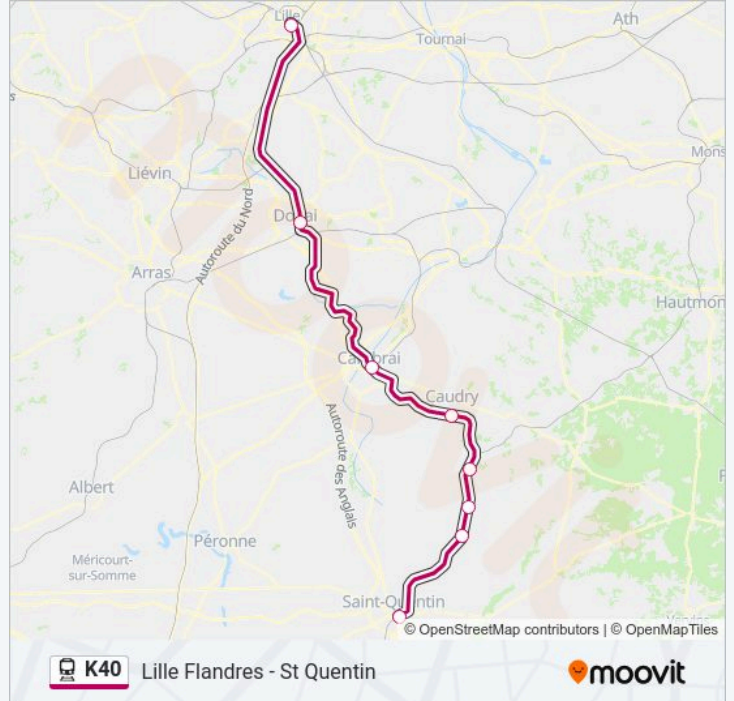 Lille
Ath
Tournai
Mons
Liévin
Autoroute du Nord
Douai
Arras
Hautmon
Cambrai
Caudry
Autoroute des Anglais
Albert
Péronne
Méricourt-
sur-Somme
Saint-Quentin
© OpenStreetMap contributors | © OpenMapTiles
K40 Lille Flandres - St Quentin
moovit